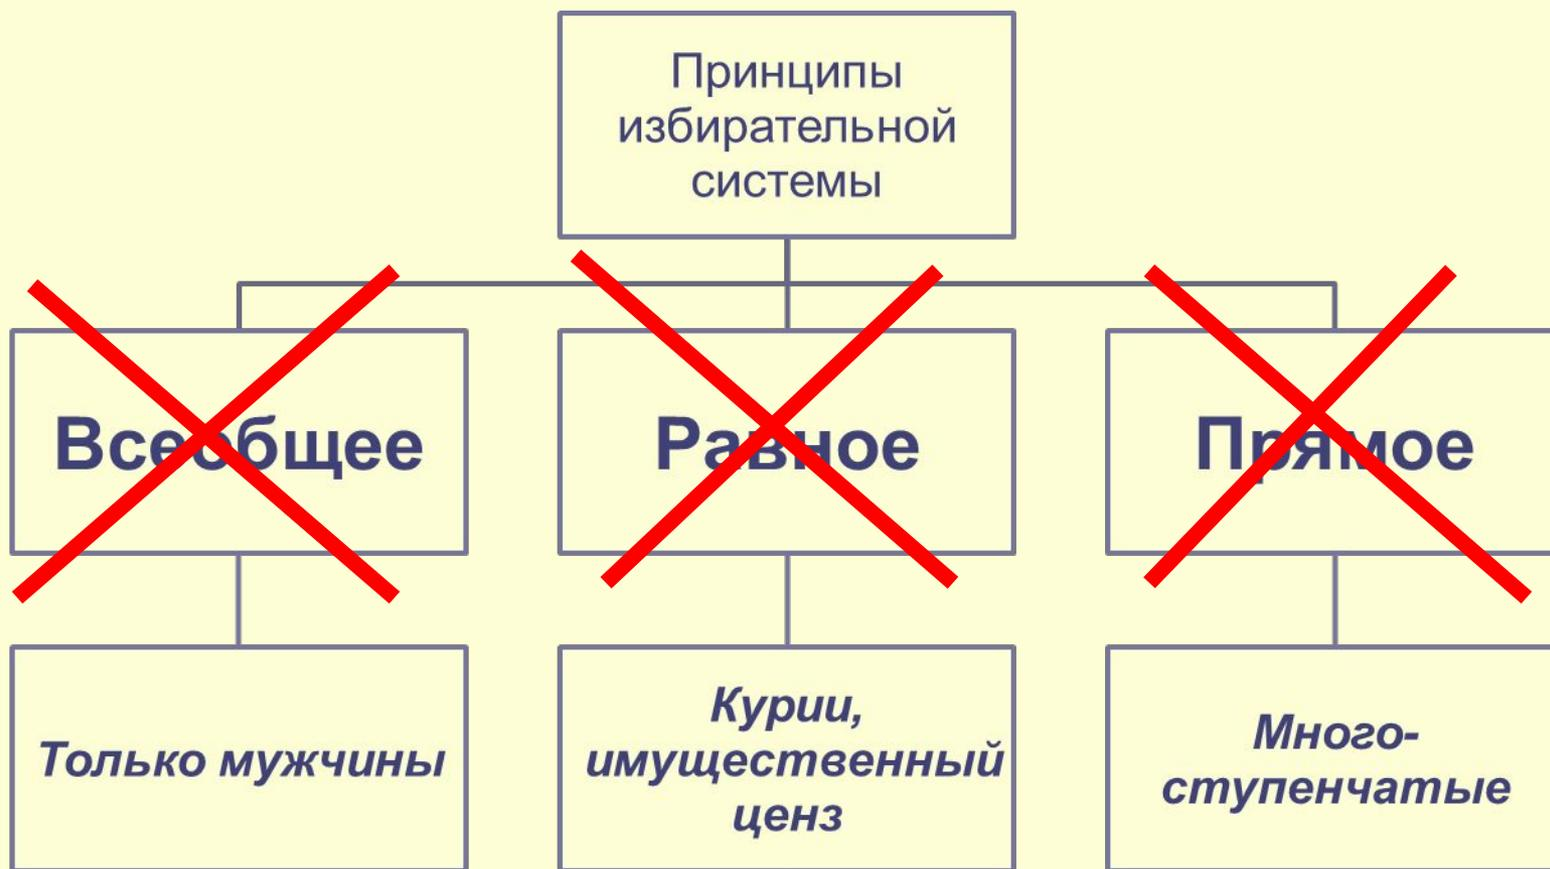 Принципы
избирательной
системы
Всеобщее
Равное
Прямое
Только мужчины
Курии,
имущественный
ценз
Много-
ступенчатые